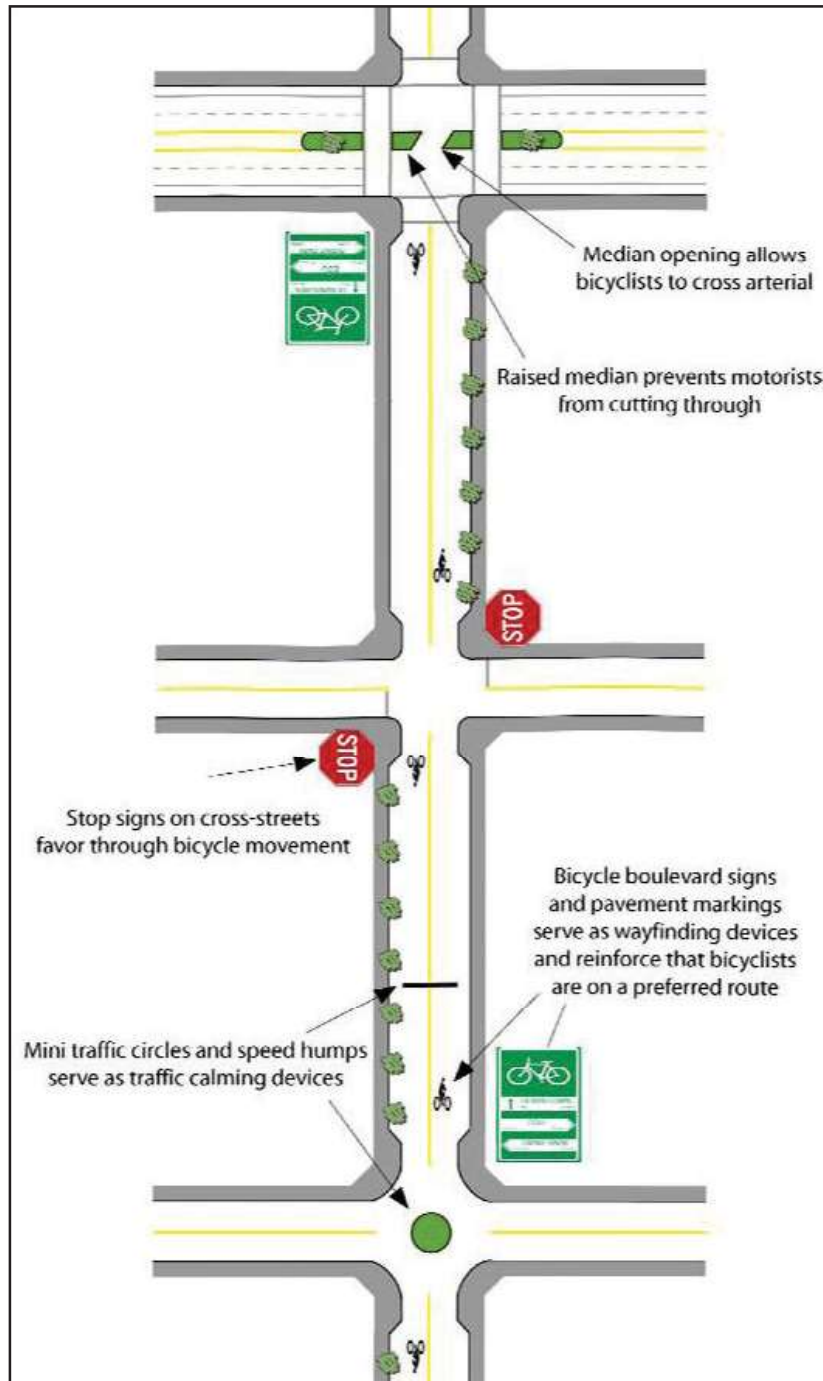 Median opening allows
bicyclists to cross arterial
Raised median prevents motorists
from cutting through
STOP
STOP
Stop signs on cross-streets
favor through bicycle movement
Bicycle boulevard signs
and pavement markings
serve as wayfinding devices
and reinforce that bicyclists
are on a preferred route
Mini traffic circles and speed humps
serve as traffic calming devices